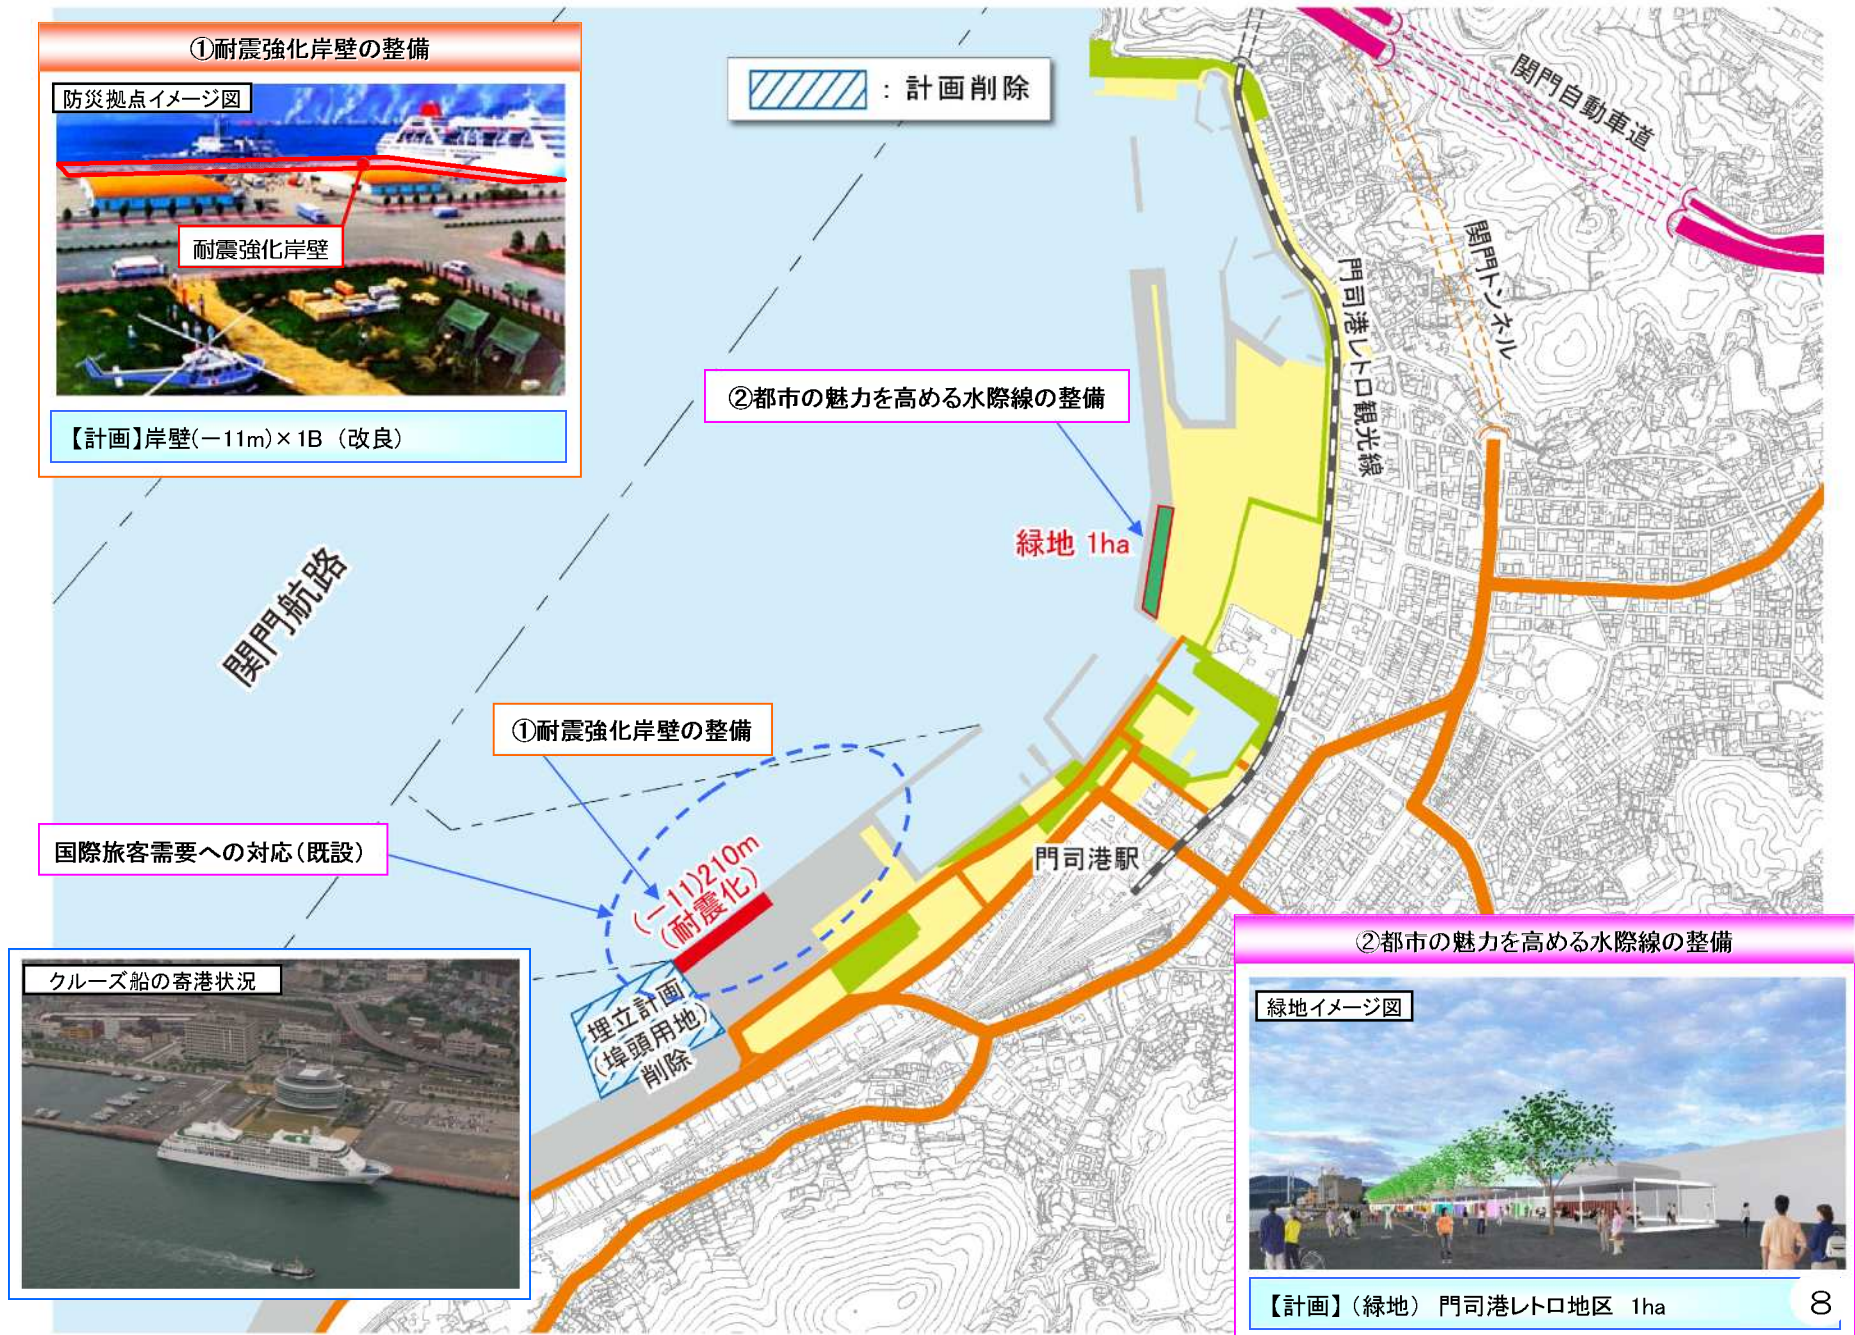 ①耐震強化岸壁の整備
防災拠点イメージ図
耐震強化岸壁
【計画】岸壁(－11m)×1B （改良）
：計画削除
関門自動車道
関門トンネル
門司港レトロ観光線
②都市の魅力を高める水際線の整備
緑地 1ha
関門航路
①耐震強化岸壁の整備
国際旅客需要への対応（既設）
(－11)210m
（耐震化）
門司港駅
埋立計画
（埠頭用地）
削除
クルーズ船の寄港状況
②都市の魅力を高める水際線の整備
緑地イメージ図
【計画】（緑地） 門司港レトロ地区 1ha
8